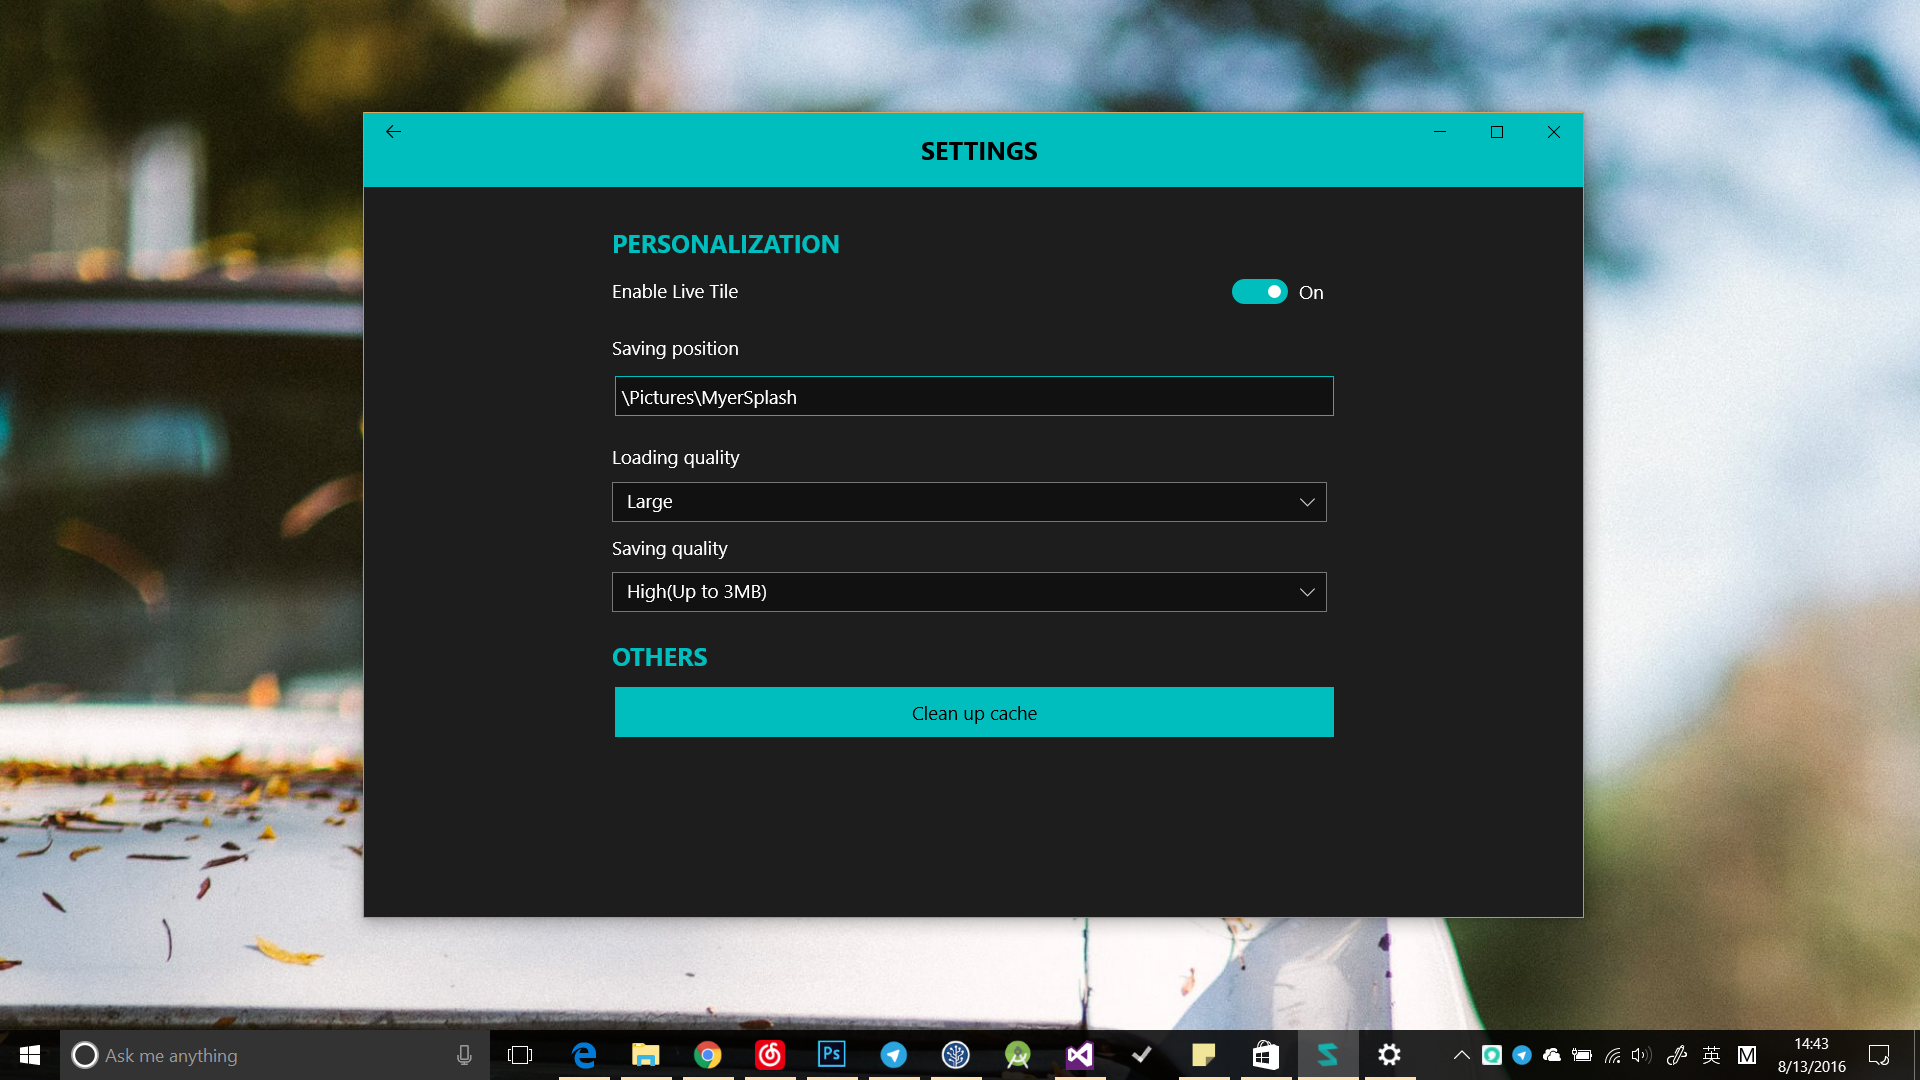 SETTINGS
PERSONALIZATION
Enable Live Tile
On
Saving position
\Pictures\MyerSplash
Loading quality
Large
Saving quality
High(Up to 3MB)
OTHERS
Clean up cache
Ask me anything
Ps
英
M
14:43
8/13/2016